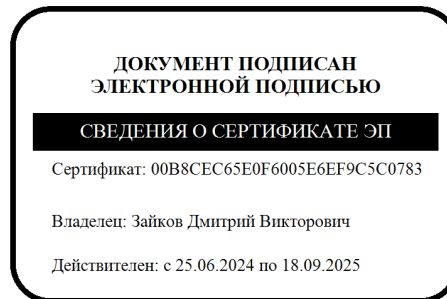 ДОКУМЕНТ ПОДПИСАН
ЭЛЕКТРОННОЙ ПОДПИСЬЮ
СВЕДЕНИЯ О СЕРТИФИКАТЕ ЭП
Сертификат: 00B8CEC65E0F6005E6EF9C5C0783
Владелец: Зайков Дмитрий Викторович
Действителен: с 25.06.2024 по 18.09.2025